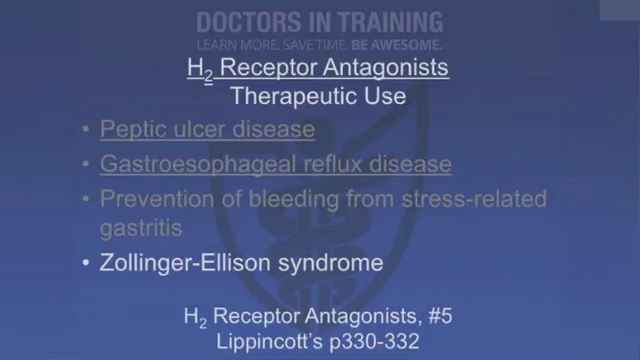 DOCTORS IN TRAINING
LEARN MORE. SAVE TIME. BE AWESOME.
H₂ Receptor Antagonists
Therapeutic Use
• Peptic ulcer disease
• Gastroesophageal reflux disease
• Prevention of bleeding from stress-related
gastritis
• Zollinger-Ellison syndrome
H₂ Receptor Antagonists, #5
Lippincott's p330-332